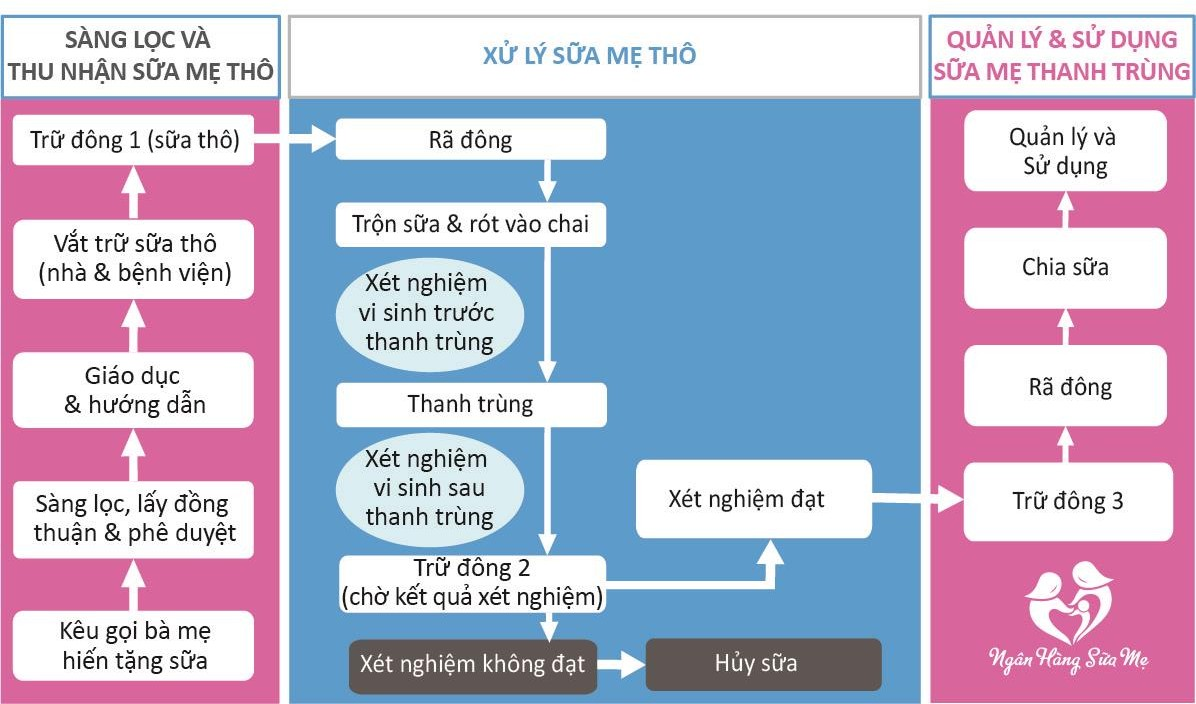 SÀNG LỌC VÀ
THU NHẬN SỮA MẸ THÔ
Trữ đông 1 (sữa thô)
Vắt trữ sữa thô
(nhà & bệnh viện)
Giáo dục
& hướng dẫn
Sàng lọc, lấy đồng
thuận & phê duyệt
Kêu gọi bà mẹ
hiến tặng sữa
XỬ LÝ SỮA MẸ THÔ
Rã đông
Trộn sữa & rót vào chai
Xét nghiệm
vi sinh trước
thanh trùng
Thanh trùng
Xét nghiệm
vi sinh sau
thanh trùng
Trữ đông 2
(chờ kết quả xét nghiệm)
Xét nghiệm đạt
Xét nghiệm không đạt
Hủy sữa
QUẢN LÝ & SỬ DỤNG
SỮA MẸ THANH TRÙNG
Quản lý và
Sử dụng
Chia sữa
Rã đông
Trữ đông 3
Ngân Hàng Sữa Mẹ